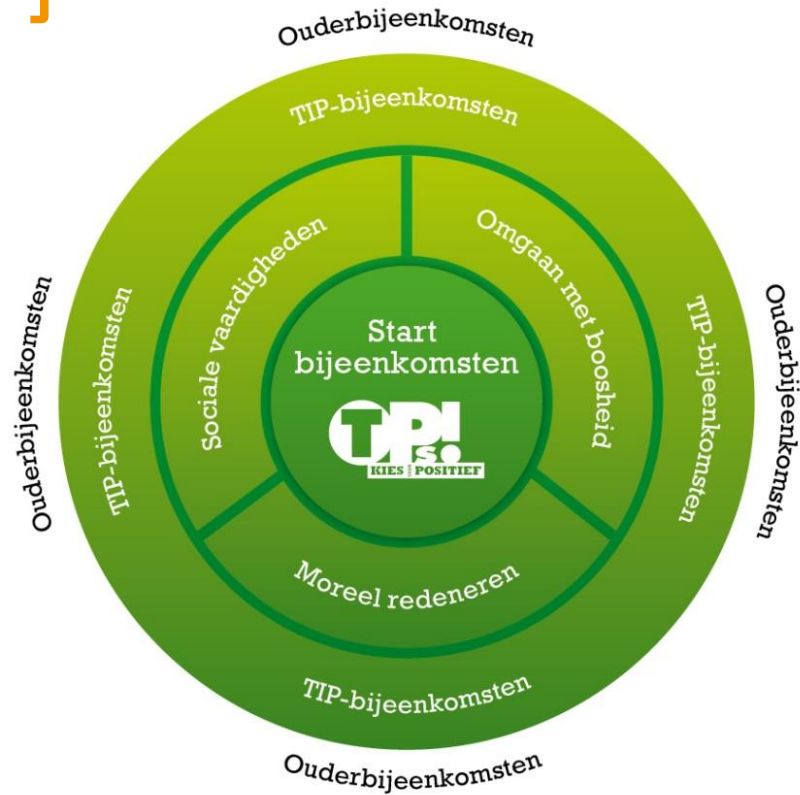 Ouderbijeenkomsten
TIP-bijeenkomsten
Sociale vaardigheden
Omgaan met boosheid
Ouderbijeenkomsten
TIP-bijeenkomsten
Start
bijeenkomsten
TIP-bijeenkomsten
Ouderbijeenkomsten
KIES POSITIEF
Moreel redeneren
TIP-bijeenkomsten
Ouderbijeenkomsten